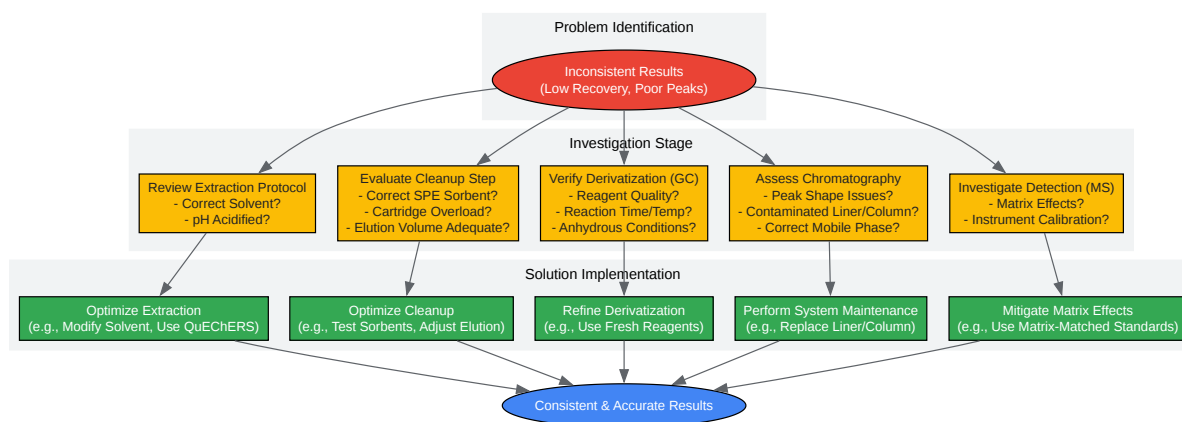 Problem Identification
Inconsistent Results
(Low Recovery, Poor Peaks)
Investigation Stage
Review Extraction Protocol
- Correct Solvent?
- pH Acidified?
Evaluate Cleanup Step
- Correct SPE Sorbent?
- Cartridge Overload?
- Elution Volume Adequate?
Verify Derivatization (GC)
- Reagent Quality?
- Reaction Time/Temp?
- Anhydrous Conditions?
Assess Chromatography
- Peak Shape Issues?
- Contaminated Liner/Column?
- Correct Mobile Phase?
Investigate Detection (MS)
- Matrix Effects?
- Instrument Calibration?
Solution Implementation
Optimize Extraction
(e.g., Modify Solvent, Use QuEChERS)
Optimize Cleanup
(e.g., Test Sorbents, Adjust Elution)
Refine Derivatization
(e.g., Use Fresh Reagents)
Perform System Maintenance
(e.g., Replace Liner/Column)
Mitigate Matrix Effects
(e.g., Use Matrix-Matched Standards)
Consistent & Accurate Results